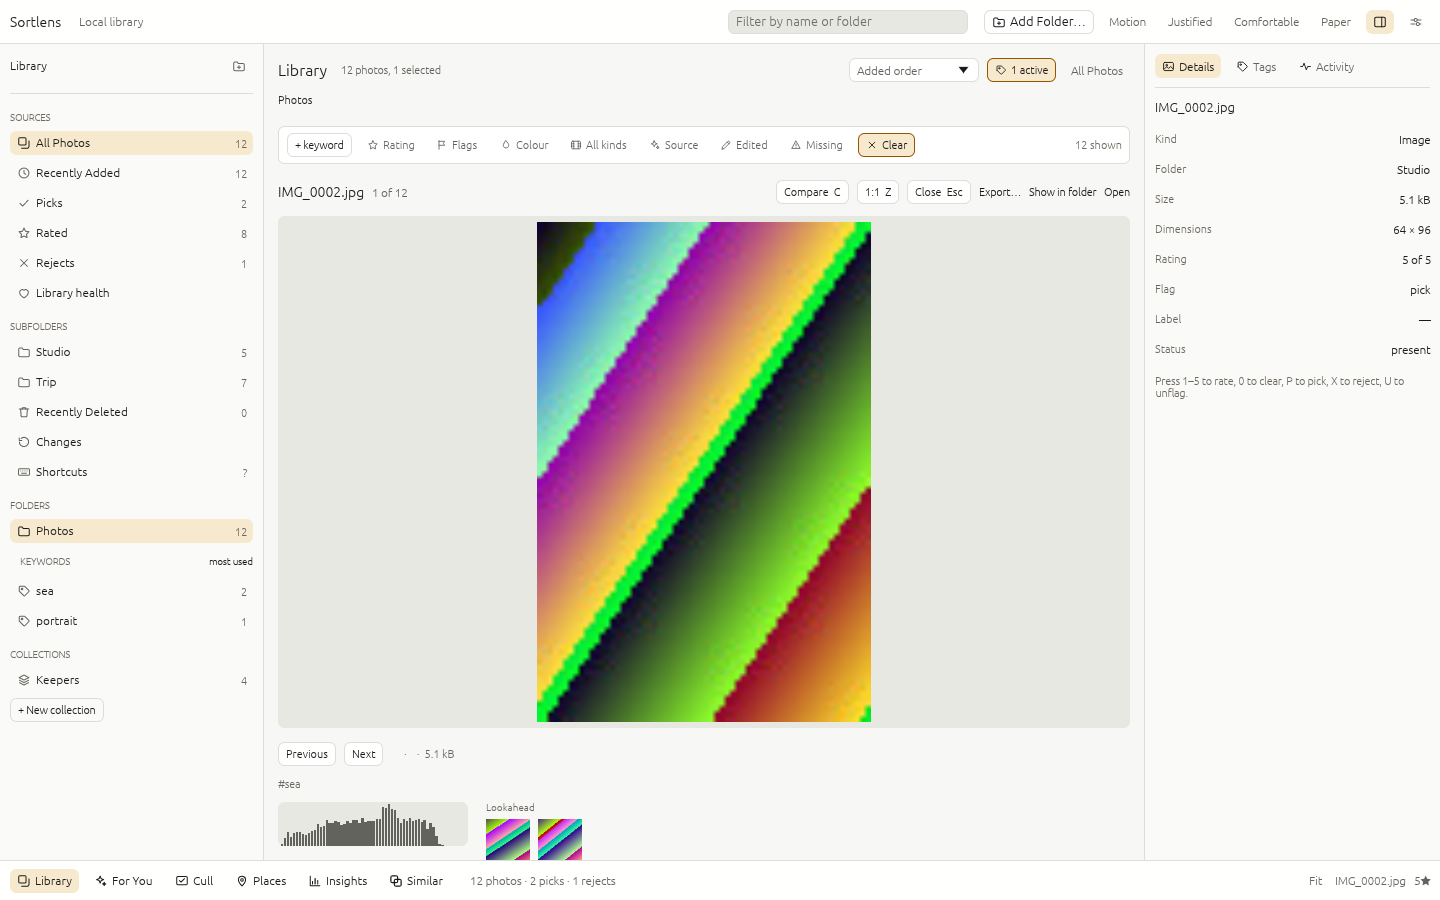 Sortlens Local library Filter by name or folder Add Folder... Motion Justified Comfortable Paper
Library
SOURCES
All Photos 12
Recently Added 12
Picks 2
Rated 8
Rejects 1
Library health
SUBFOLDERS
Studio 5
Trip 7
Recently Deleted 0
Changes
Shortcuts ?
FOLDERS
Photos 12
KEYWORDS most used
sea 2
portrait 1
COLLECTIONS
Keepers 4
+ New collection
Library 12 photos, 1 selected Added order 1 active All Photos
Photos
+ keyword Rating Flags Colour All kinds Source Edited Missing Clear 12 shown
IMG_0002.jpg 1 of 12 Compare C 1:1 Z Close Esc Export... Show in folder Open
Previous Next · · 5.1 kB
#sea
Lookahead
Details Tags Activity
IMG_0002.jpg
Kind Image
Folder Studio
Size 5.1 kB
Dimensions 64 × 96
Rating 5 of 5
Flag pick
Label —
Status present
Press 1–5 to rate, 0 to clear, P to pick, X to reject, U to
unflag.
Library For You Cull Places Insights Similar 12 photos · 2 picks · 1 rejects Fit IMG_0002.jpg 5★